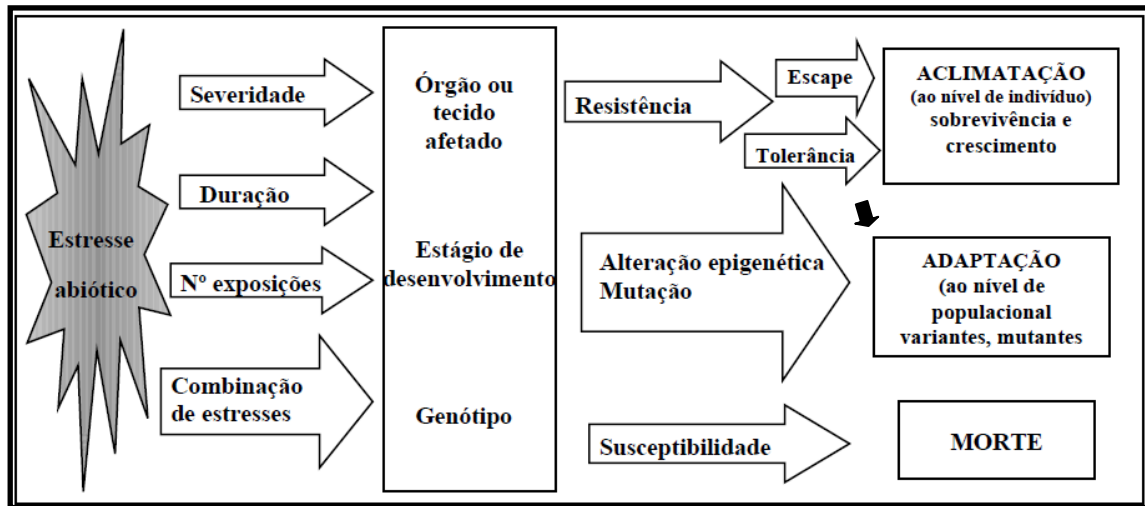 Estresse
abiótico
Severidade
Duração
Nº exposições
Combinação
de estresses
Órgão ou
tecido
afetado
Estágio de
desenvolvimento
Genótipo
Resistência
Escape
Tolerância
Alteração epigenética
Mutação
Susceptibilidade
ACLIMATAÇÃO
(ao nível de indivíduo)
sobrevivência e
crescimento
ADAPTAÇÃO
(ao nível de
populacional
variantes, mutantes
MORTE